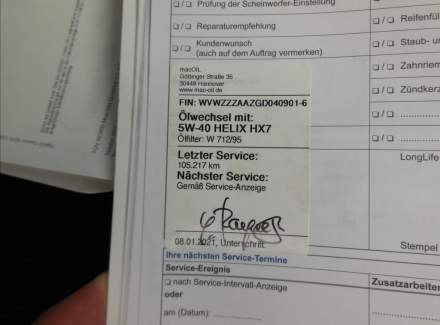 ▢ / ▢ Prüfung der Scheinwerfer-Einstellung
▢ / ▢ Reparaturempfehlung
▢ / ▢ Kundenwunsch
(auch auf dem Auftrag vermerken)
▢ / ▢
▢ / ▢ Staub- u
▢ / ▢ Zahnriem
▢ / ▢ Zündkerz
▢ / ▢ ............
▢ / ▢ ............
LongLife
macOIL
Göttinger Straße 35
30449 Hannover
www.mac-oil.de
FIN: WVWZZZAAZGD040901-6
Ölwechsel mit:
5W-40 HELIX HX7
Ölfilter: W 712/95
Letzter Service:
105.217 km
Nächster Service:
Gemäß Service-Anzeige
08.01.2021, Unterschrift
Stempel
Ihre nächsten Service-Termine
Service-Ereignis
▢ nach Service-Intervall-Anzeige
oder
am (Datum): ............
Zusatzarbeiten